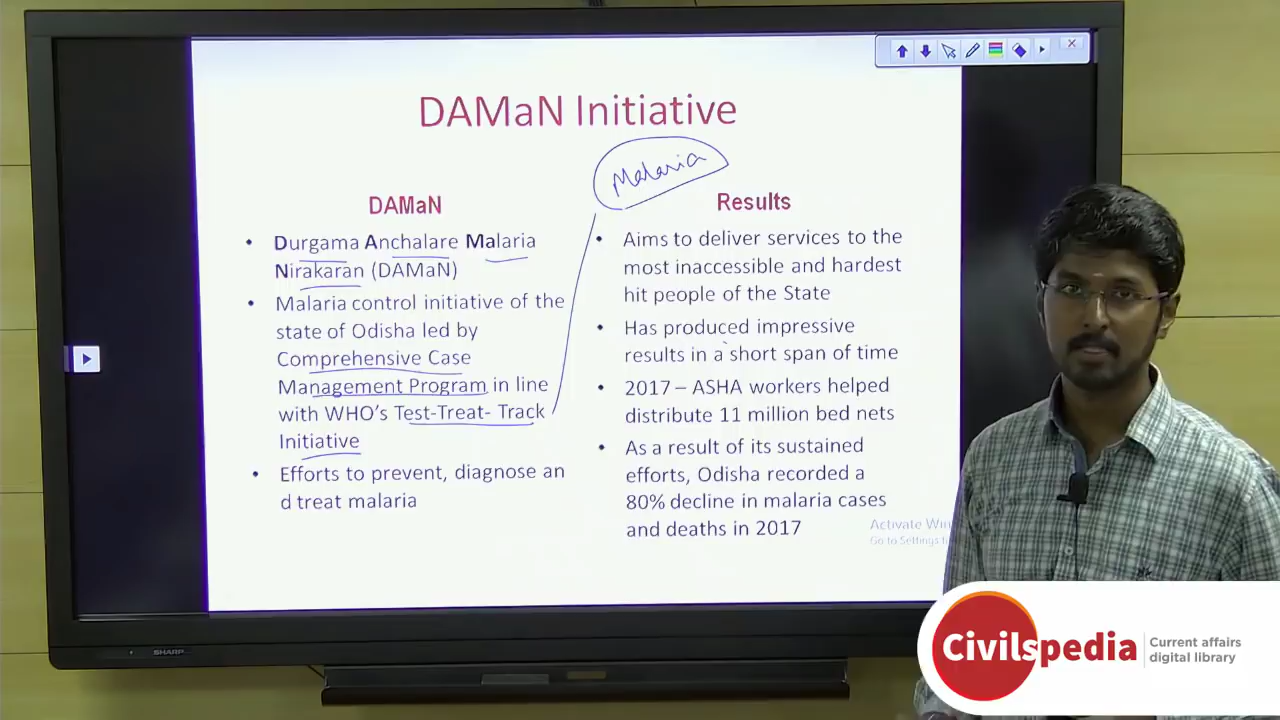 DAMaN Initiative
Malaria
DAMaN
Durgama Anchalare Malaria
Nirakaran (DAMaN)
Malaria control initiative of the
state of Odisha led by
Comprehensive Case
Management Program in line
with WHO's Test-Treat- Track
Initiative
Efforts to prevent, diagnose an
d treat malaria
Results
Aims to deliver services to the
most inaccessible and hardest
hit people of the State
Has produced impressive
results in a short span of time
2017 – ASHA workers helped
distribute 11 million bed nets
As a result of its sustained
efforts, Odisha recorded a
80% decline in malaria cases
and deaths in 2017
Activate Win
Go to Settings t
SHARP
Civilspedia
Current affairs
digital library